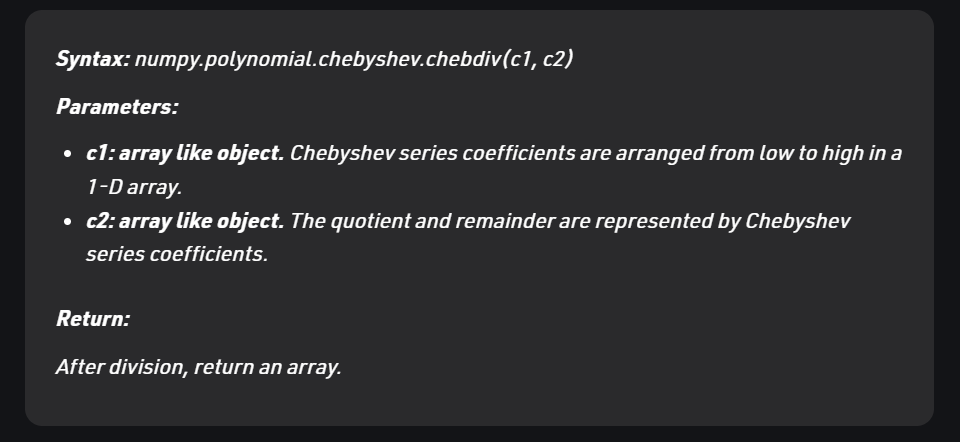 Syntax: numpy.polynomial.chebyshev.chebdiv(c1, c2)
Parameters:
• c1: array like object. Chebyshev series coefficients are arranged from low to high in a
1-D array.
• c2: array like object. The quotient and remainder are represented by Chebyshev
series coefficients.
Return:
After division, return an array.